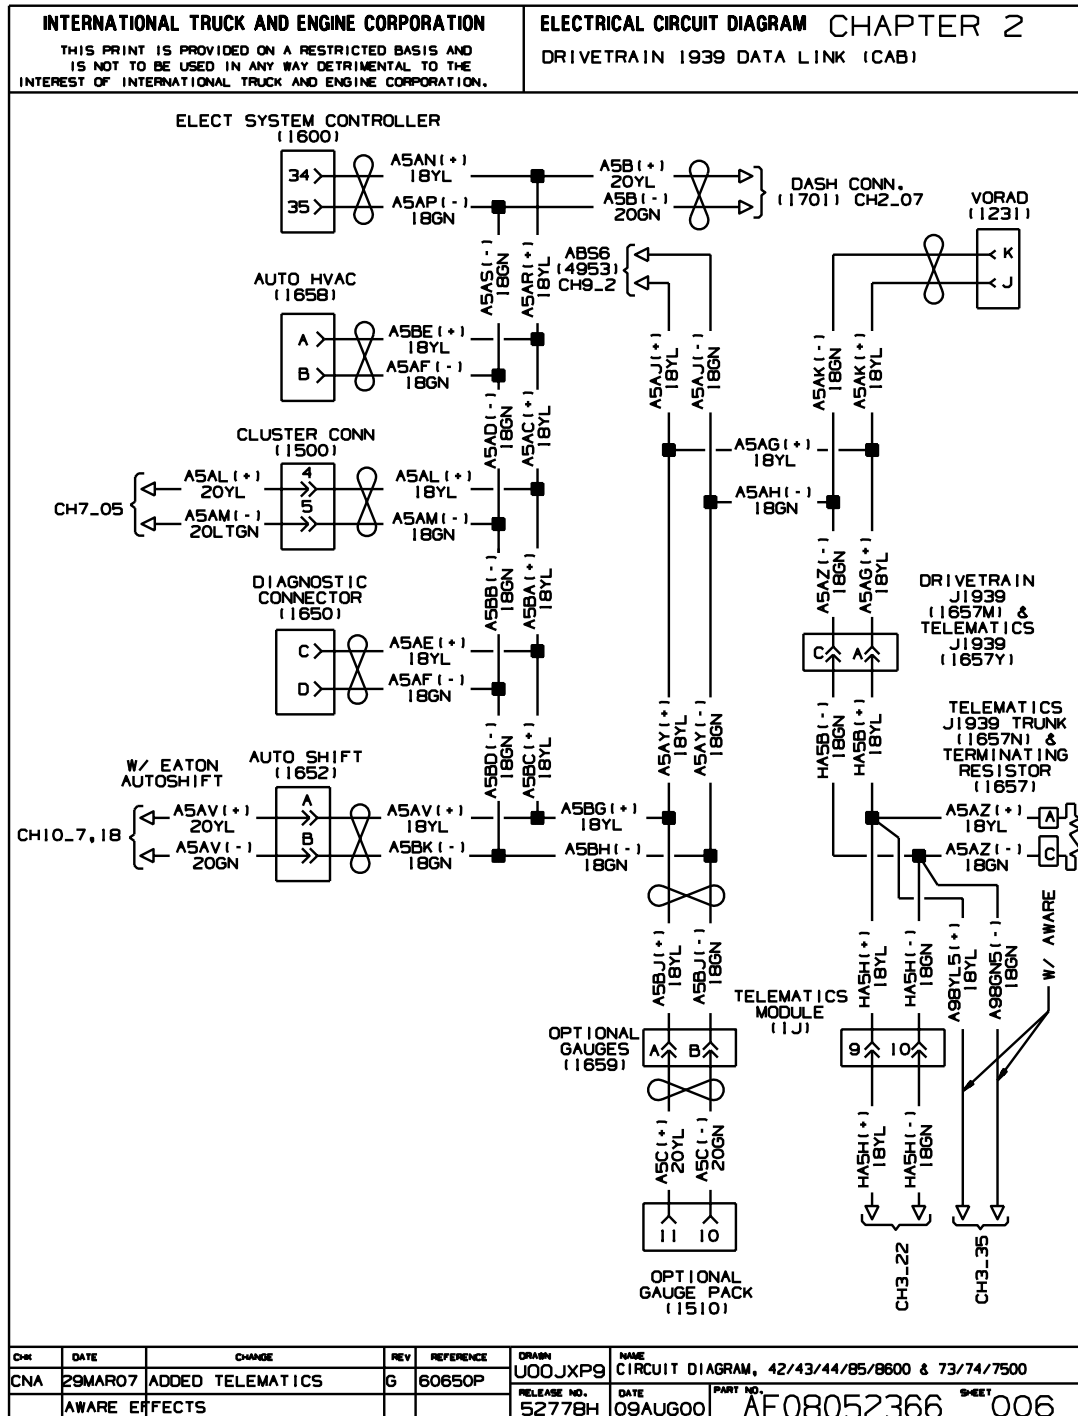 INTERNATIONAL TRUCK AND ENGINE CORPORATION
THIS PRINT IS PROVIDED ON A RESTRICTED BASIS AND
IS NOT TO BE USED IN ANY WAY DETRIMENTAL TO THE
INTEREST OF INTERNATIONAL TRUCK AND ENGINE CORPORATION.
ELECTRICAL CIRCUIT DIAGRAM CHAPTER 2
DRIVETRAIN 1939 DATA LINK (CAB)
ELECT SYSTEM CONTROLLER
(1600)
34
35
A5AN(+)
18YL
A5AP(-)
18GN
A5B(+)
20YL
A5B(-)
20GN
DASH CONN.
(1701) CH2_07
VORAD
(1231)
K
J
ABS6
(4953)
CH9_2
A5AS(-)
18GN
A5AR(+)
18YL
AUTO HVAC
(1658)
A
B
A5BE(+)
18YL
A5AF(-)
18GN
A5AJ(+)
18YL
A5AJ(-)
18GN
A5AK(-)
18GN
A5AK(+)
18YL
A5AD(-)
18GN
A5AC(+)
18YL
CLUSTER CONN
(1500)
4
5
CH7_05
A5AL(+)
20YL
A5AM(-)
20LTGN
A5AL(+)
18YL
A5AM(-)
18GN
A5AG(+)
18YL
A5AH(-)
18GN
A5BB(-)
18GN
A5BA(+)
18YL
A5AZ(-)
18GN
A5AG(+)
18YL
DIAGNOSTIC
CONNECTOR
(1650)
C
D
A5AE(+)
18YL
A5AF(-)
18GN
DRIVETRAIN
J1939
(1657M) &
TELEMATICS
J1939
(1657Y)
C
A
A5BD(-)
18GN
A5BC(+)
18YL
A5AY(+)
18YL
A5AY(-)
18GN
HA5B(-)
18GN
HA5B(+)
18YL
TELEMATICS
J1939 TRUNK
(1657N) &
TERMINATING
RESISTOR
(1657)
W/ EATON
AUTOSHIFT
AUTO SHIFT
(1652)
A
B
CH10_7,18
A5AV(+)
20YL
A5AV(-)
20GN
A5AV(+)
18YL
A5BK(-)
18GN
A5BG(+)
18YL
A5BH(-)
18GN
A5AZ(+)
18YL
A
A5AZ(-)
18GN
C
A5BJ(+)
18YL
A5BJ(-)
18GN
HA5H(+)
18YL
HA5H(-)
18GN
A98YL5(+)
18YL
A98GN5(-)
18GN
W/ AWARE
TELEMATICS
MODULE
(1J)
9
10
OPTIONAL
GAUGES
(1659)
A
B
A5C(+)
20YL
A5C(-)
20GN
HA5H(+)
18YL
HA5H(-)
18GN
11
10
OPTIONAL
GAUGE PACK
(1510)
CH3_22
CH3_35
CHK DATE CHANGE REV REFERENCE
CNA 29MAR07 ADDED TELEMATICS G 60650P
AWARE EFFECTS
DRAWN
U00JXP9
NAME
CIRCUIT DIAGRAM, 42/43/44/85/8600 & 73/74/7500
RELEASE NO.
52778H
DATE
09AUG00
PART NO.
AF08052366
SHEET
006